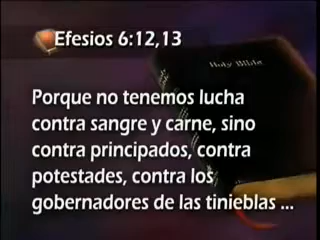 Efesios 6:12,13
Holy Bible
Porque no tenemos lucha
contra sangre y carne, sino
contra principados, contra
potestades, contra los
gobernadores de las tinieblas ...